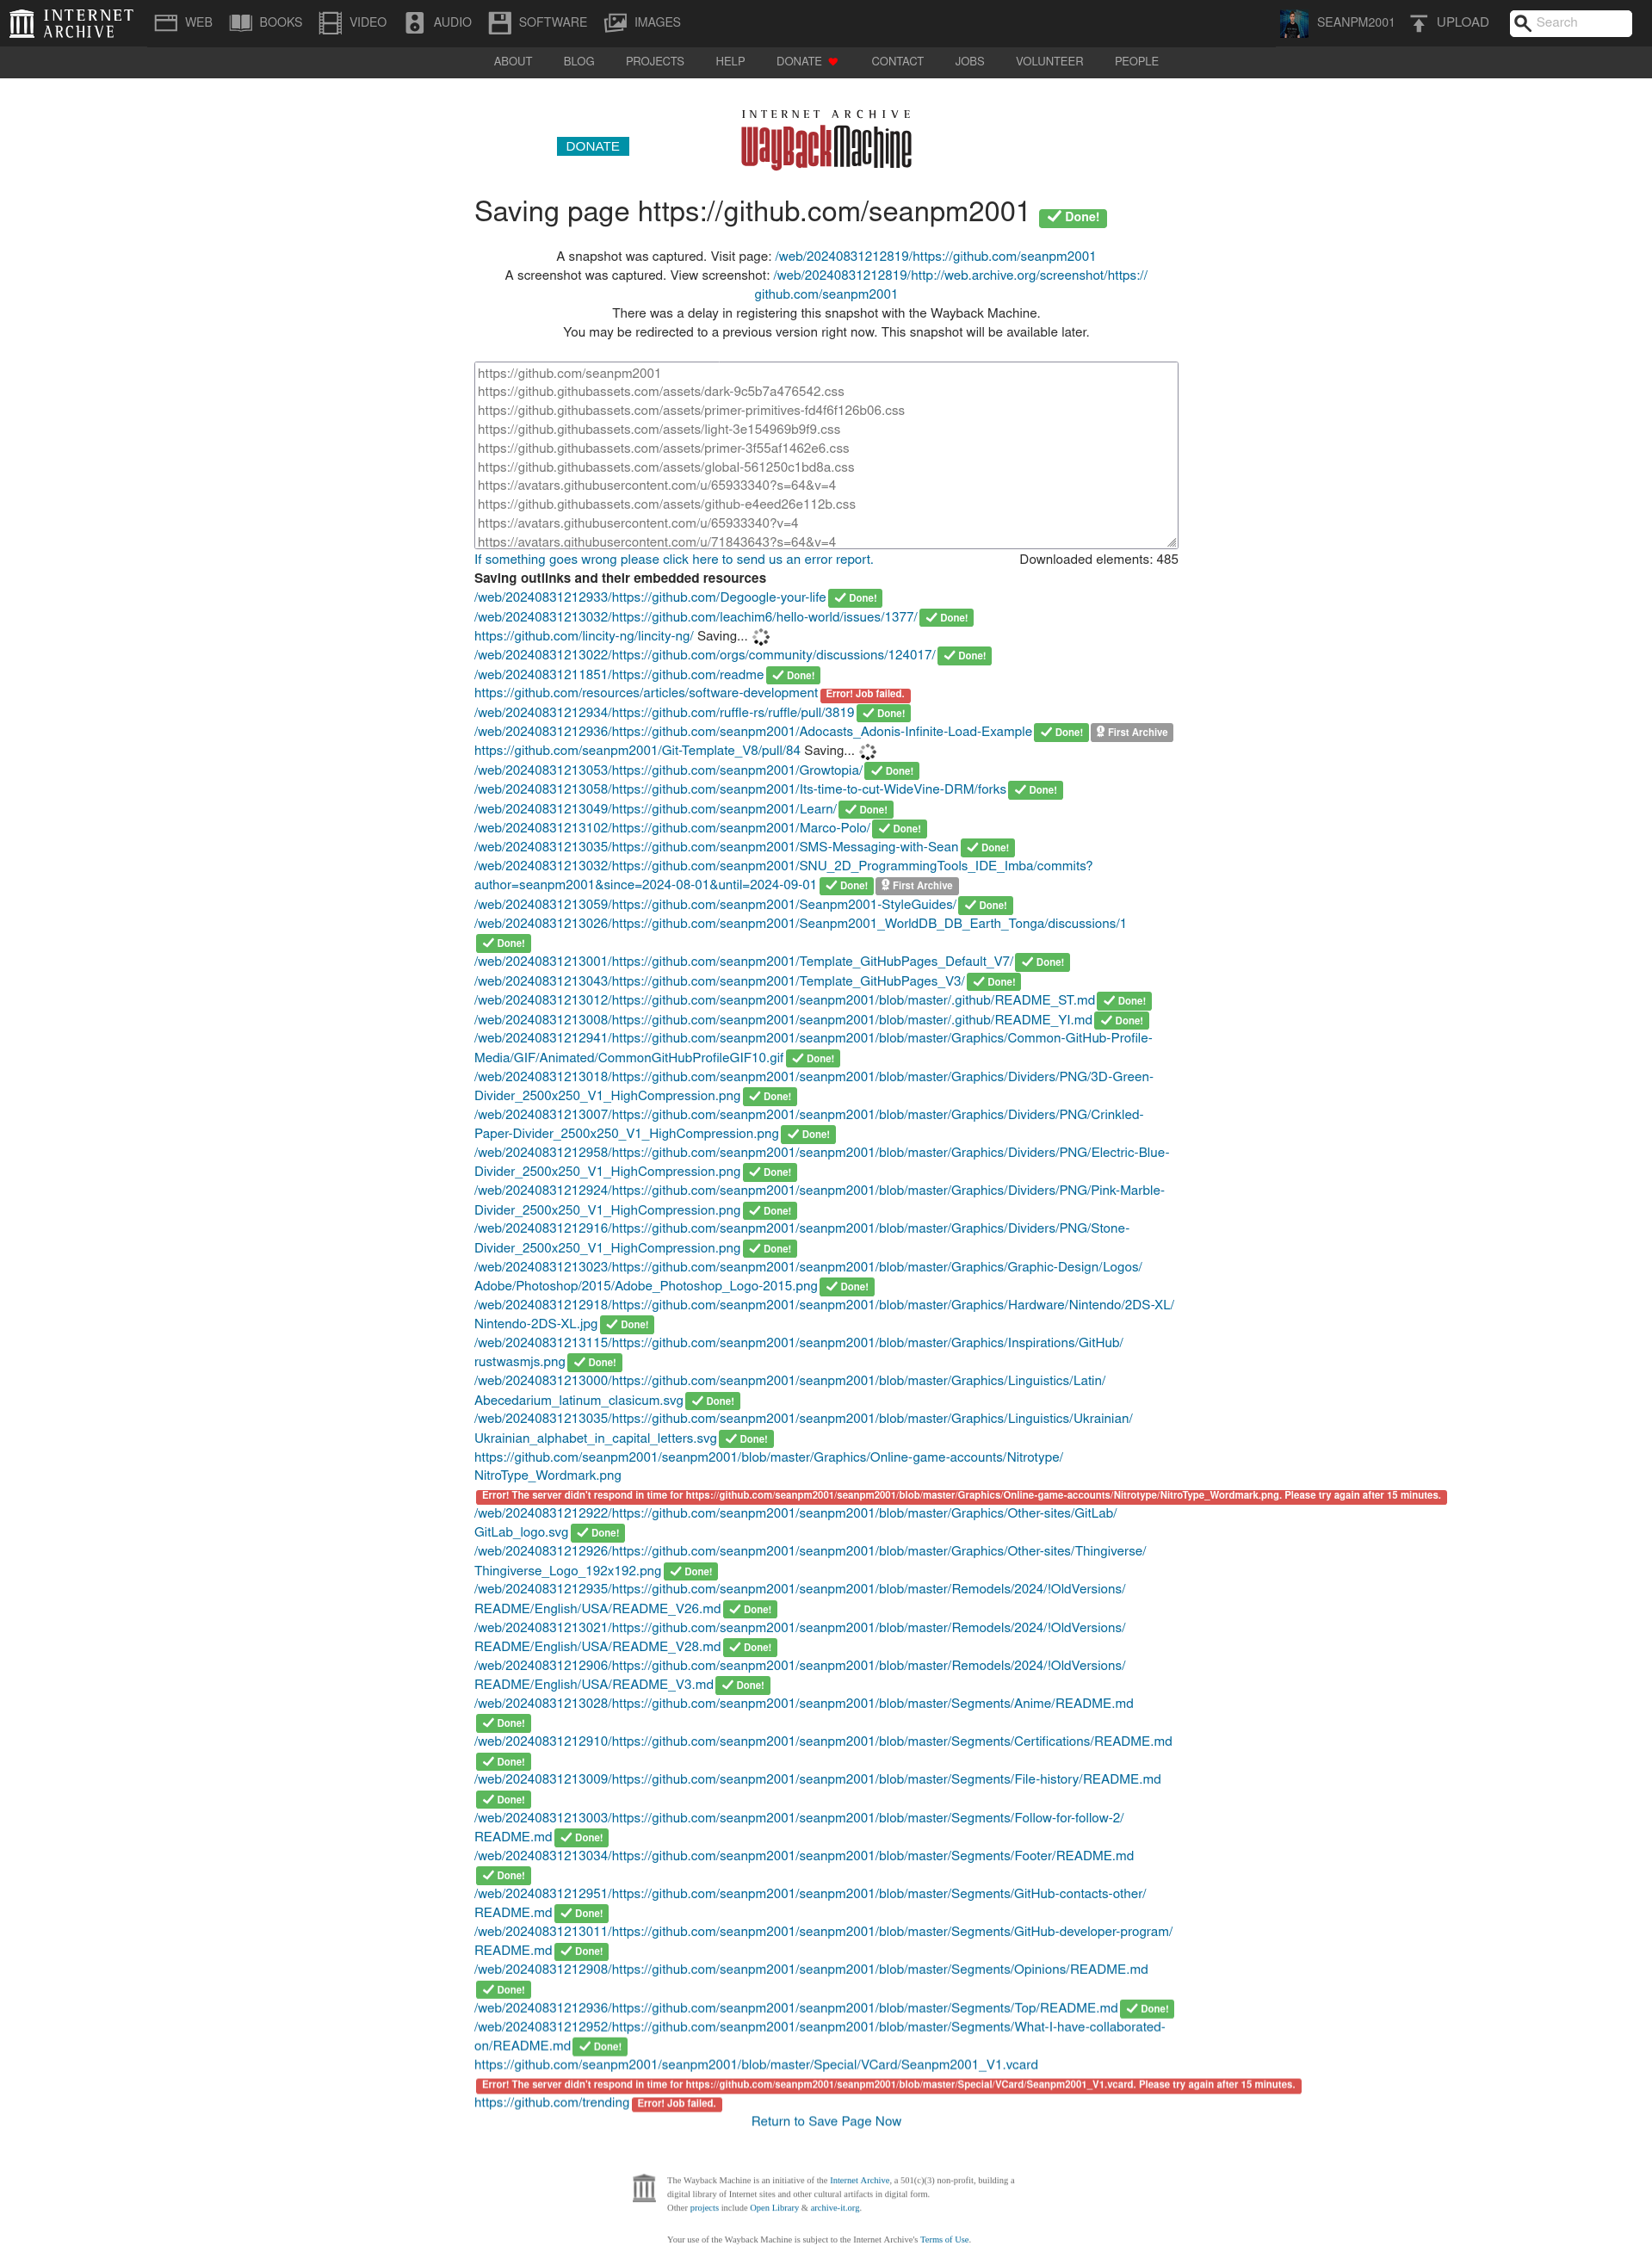 INTERNET ARCHIVE
WEB BOOKS VIDEO AUDIO SOFTWARE IMAGES SEANPM2001 UPLOAD Search
ABOUT BLOG PROJECTS HELP DONATE CONTACT JOBS VOLUNTEER PEOPLE
INTERNET ARCHIVE
DONATE WayBackMachine
Saving page https://github.com/seanpm2001 Done!
A snapshot was captured. Visit page: /web/20240831212819/https://github.com/seanpm2001
A screenshot was captured. View screenshot: /web/20240831212819/http://web.archive.org/screenshot/https://
github.com/seanpm2001
There was a delay in registering this snapshot with the Wayback Machine.
You may be redirected to a previous version right now. This snapshot will be available later.
https://github.com/seanpm2001
https://github.githubassets.com/assets/dark-9c5b7a476542.css
https://github.githubassets.com/assets/primer-primitives-fd4f6f126b06.css
https://github.githubassets.com/assets/light-3e154969b9f9.css
https://github.githubassets.com/assets/primer-3f55af1462e6.css
https://github.githubassets.com/assets/global-561250c1bd8a.css
https://avatars.githubusercontent.com/u/65933340?s=64&v=4
https://github.githubassets.com/assets/github-e4eed26e112b.css
https://avatars.githubusercontent.com/u/65933340?v=4
https://avatars.githubusercontent.com/u/71843643?s=64&v=4
If something goes wrong please click here to send us an error report. Downloaded elements: 485
Saving outlinks and their embedded resources
/web/20240831212933/https://github.com/Degoogle-your-life Done!
/web/20240831213032/https://github.com/leachim6/hello-world/issues/1377/ Done!
https://github.com/lincity-ng/lincity-ng/ Saving...
/web/20240831213022/https://github.com/orgs/community/discussions/124017/ Done!
/web/20240831211851/https://github.com/readme Done!
https://github.com/resources/articles/software-development Error! Job failed.
/web/20240831212934/https://github.com/ruffle-rs/ruffle/pull/3819 Done!
/web/20240831212936/https://github.com/seanpm2001/Adocasts_Adonis-Infinite-Load-Example Done! First Archive
https://github.com/seanpm2001/Git-Template_V8/pull/84 Saving...
/web/20240831213053/https://github.com/seanpm2001/Growtopia/ Done!
/web/20240831213058/https://github.com/seanpm2001/Its-time-to-cut-WideVine-DRM/forks Done!
/web/20240831213049/https://github.com/seanpm2001/Learn/ Done!
/web/20240831213102/https://github.com/seanpm2001/Marco-Polo/ Done!
/web/20240831213035/https://github.com/seanpm2001/SMS-Messaging-with-Sean Done!
/web/20240831213032/https://github.com/seanpm2001/SNU_2D_ProgrammingTools_IDE_Imba/commits?
author=seanpm2001&since=2024-08-01&until=2024-09-01 Done! First Archive
/web/20240831213059/https://github.com/seanpm2001/Seanpm2001-StyleGuides/ Done!
/web/20240831213026/https://github.com/seanpm2001/Seanpm2001_WorldDB_DB_Earth_Tonga/discussions/1
Done!
/web/20240831213001/https://github.com/seanpm2001/Template_GitHubPages_Default_V7/ Done!
/web/20240831213043/https://github.com/seanpm2001/Template_GitHubPages_V3/ Done!
/web/20240831213012/https://github.com/seanpm2001/seanpm2001/blob/master/.github/README_ST.md Done!
/web/20240831213008/https://github.com/seanpm2001/seanpm2001/blob/master/.github/README_YI.md Done!
/web/20240831212941/https://github.com/seanpm2001/seanpm2001/blob/master/Graphics/Common-GitHub-Profile-
Media/GIF/Animated/CommonGitHubProfileGIF10.gif Done!
/web/20240831213018/https://github.com/seanpm2001/seanpm2001/blob/master/Graphics/Dividers/PNG/3D-Green-
Divider_2500x250_V1_HighCompression.png Done!
/web/20240831213007/https://github.com/seanpm2001/seanpm2001/blob/master/Graphics/Dividers/PNG/Crinkled-
Paper-Divider_2500x250_V1_HighCompression.png Done!
/web/20240831212958/https://github.com/seanpm2001/seanpm2001/blob/master/Graphics/Dividers/PNG/Electric-Blue-
Divider_2500x250_V1_HighCompression.png Done!
/web/20240831212924/https://github.com/seanpm2001/seanpm2001/blob/master/Graphics/Dividers/PNG/Pink-Marble-
Divider_2500x250_V1_HighCompression.png Done!
/web/20240831212916/https://github.com/seanpm2001/seanpm2001/blob/master/Graphics/Dividers/PNG/Stone-
Divider_2500x250_V1_HighCompression.png Done!
/web/20240831213023/https://github.com/seanpm2001/seanpm2001/blob/master/Graphics/Graphic-Design/Logos/
Adobe/Photoshop/2015/Adobe_Photoshop_Logo-2015.png Done!
/web/20240831212918/https://github.com/seanpm2001/seanpm2001/blob/master/Graphics/Hardware/Nintendo/2DS-XL/
Nintendo-2DS-XL.jpg Done!
/web/20240831213115/https://github.com/seanpm2001/seanpm2001/blob/master/Graphics/Inspirations/GitHub/
rustwasmjs.png Done!
/web/20240831213000/https://github.com/seanpm2001/seanpm2001/blob/master/Graphics/Linguistics/Latin/
Abecedarium_latinum_clasicum.svg Done!
/web/20240831213035/https://github.com/seanpm2001/seanpm2001/blob/master/Graphics/Linguistics/Ukrainian/
Ukrainian_alphabet_in_capital_letters.svg Done!
https://github.com/seanpm2001/seanpm2001/blob/master/Graphics/Online-game-accounts/Nitrotype/
NitroType_Wordmark.png
Error! The server didn't respond in time for https://github.com/seanpm2001/seanpm2001/blob/master/Graphics/Online-game-accounts/Nitrotype/NitroType_Wordmark.png. Please try again after 15 minutes.
/web/20240831212922/https://github.com/seanpm2001/seanpm2001/blob/master/Graphics/Other-sites/GitLab/
GitLab_logo.svg Done!
/web/20240831212926/https://github.com/seanpm2001/seanpm2001/blob/master/Graphics/Other-sites/Thingiverse/
Thingiverse_Logo_192x192.png Done!
/web/20240831212935/https://github.com/seanpm2001/seanpm2001/blob/master/Remodels/2024/!OldVersions/
README/English/USA/README_V26.md Done!
/web/20240831213021/https://github.com/seanpm2001/seanpm2001/blob/master/Remodels/2024/!OldVersions/
README/English/USA/README_V28.md Done!
/web/20240831212906/https://github.com/seanpm2001/seanpm2001/blob/master/Remodels/2024/!OldVersions/
README/English/USA/README_V3.md Done!
/web/20240831213028/https://github.com/seanpm2001/seanpm2001/blob/master/Segments/Anime/README.md
Done!
/web/20240831212910/https://github.com/seanpm2001/seanpm2001/blob/master/Segments/Certifications/README.md
Done!
/web/20240831213009/https://github.com/seanpm2001/seanpm2001/blob/master/Segments/File-history/README.md
Done!
/web/20240831213003/https://github.com/seanpm2001/seanpm2001/blob/master/Segments/Follow-for-follow-2/
README.md Done!
/web/20240831213034/https://github.com/seanpm2001/seanpm2001/blob/master/Segments/Footer/README.md
Done!
/web/20240831212951/https://github.com/seanpm2001/seanpm2001/blob/master/Segments/GitHub-contacts-other/
README.md Done!
/web/20240831213011/https://github.com/seanpm2001/seanpm2001/blob/master/Segments/GitHub-developer-program/
README.md Done!
/web/20240831212908/https://github.com/seanpm2001/seanpm2001/blob/master/Segments/Opinions/README.md
Done!
/web/20240831212936/https://github.com/seanpm2001/seanpm2001/blob/master/Segments/Top/README.md Done!
/web/20240831212952/https://github.com/seanpm2001/seanpm2001/blob/master/Segments/What-I-have-collaborated-
on/README.md Done!
https://github.com/seanpm2001/seanpm2001/blob/master/Special/VCard/Seanpm2001_V1.vcard
Error! The server didn't respond in time for https://github.com/seanpm2001/seanpm2001/blob/master/Special/VCard/Seanpm2001_V1.vcard. Please try again after 15 minutes.
https://github.com/trending Error! Job failed.
Return to Save Page Now
The Wayback Machine is an initiative of the Internet Archive, a 501(c)(3) non-profit, building a
digital library of Internet sites and other cultural artifacts in digital form.
Other projects include Open Library & archive-it.org.
Your use of the Wayback Machine is subject to the Internet Archive's Terms of Use.